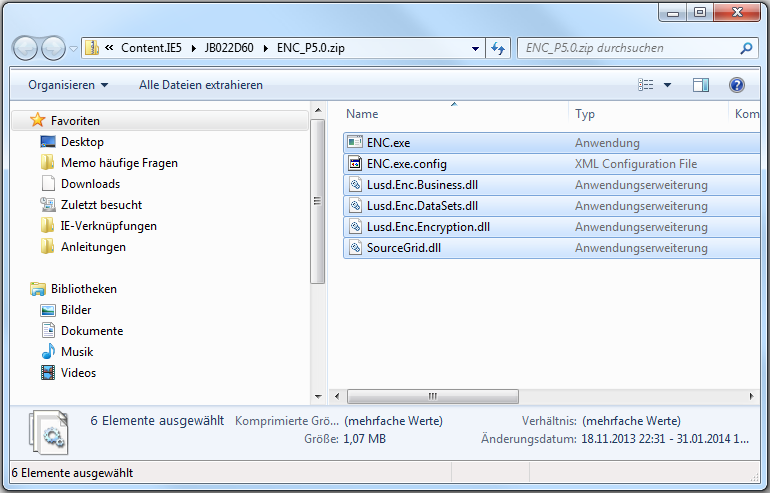 « Content.IE5 ▸ JB022D60 ▸ ENC_P5.0.zip
ENC_P5.0.zip durchsuchen
Organisieren Alle Dateien extrahieren
Favoriten
Desktop
Memo häufige Fragen
Downloads
Zuletzt besucht
IE-Verknüpfungen
Anleitungen
Bibliotheken
Bilder
Dokumente
Musik
Videos
Name Typ Kom
ENC.exe Anwendung
ENC.exe.config XML Configuration File
Lusd.Enc.Business.dll Anwendungserweiterung
Lusd.Enc.DataSets.dll Anwendungserweiterung
Lusd.Enc.Encryption.dll Anwendungserweiterung
SourceGrid.dll Anwendungserweiterung
6 Elemente ausgewählt Komprimierte Grö... (mehrfache Werte) Verhältnis: (mehrfache Werte)
Größe: 1,07 MB Änderungsdatum: 18.11.2013 22:31 - 31.01.2014 1...
6 Elemente ausgewählt